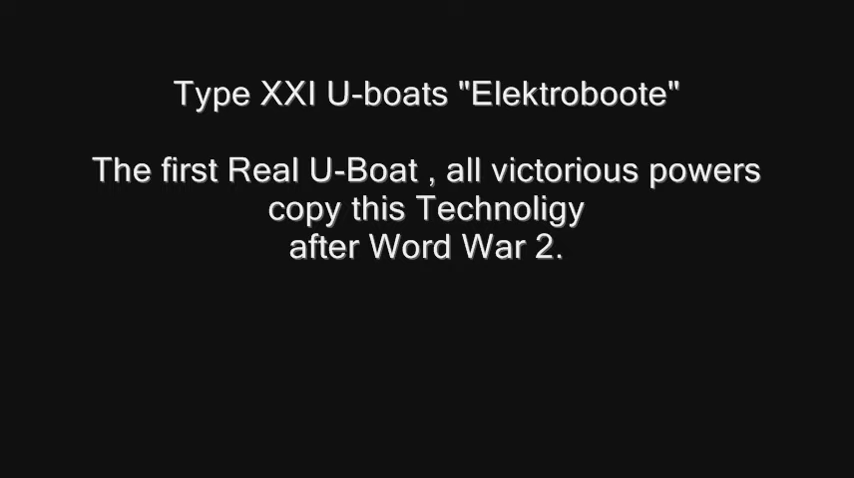 Type XXI U-boats "Elektroboote"
The first Real U-Boat , all victorious powers
copy this Technoligy
after Word War 2.